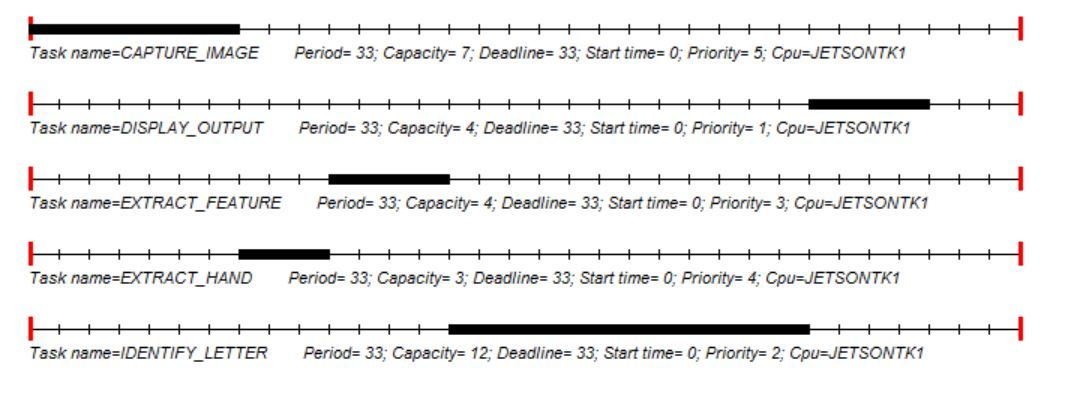 Task name=CAPTURE_IMAGE Period= 33; Capacity= 7; Deadline= 33; Start time= 0; Priority= 5; Cpu=JETSONTK1
Task name=DISPLAY_OUTPUT Period= 33; Capacity= 4; Deadline= 33; Start time= 0; Priority= 1; Cpu=JETSONTK1
Task name=EXTRACT_FEATURE Period= 33; Capacity= 4; Deadline= 33; Start time= 0; Priority= 3; Cpu=JETSONTK1
Task name=EXTRACT_HAND Period= 33; Capacity= 3; Deadline= 33; Start time= 0; Priority= 4; Cpu=JETSONTK1
Task name=IDENTIFY_LETTER Period= 33; Capacity= 12; Deadline= 33; Start time= 0; Priority= 2; Cpu=JETSONTK1